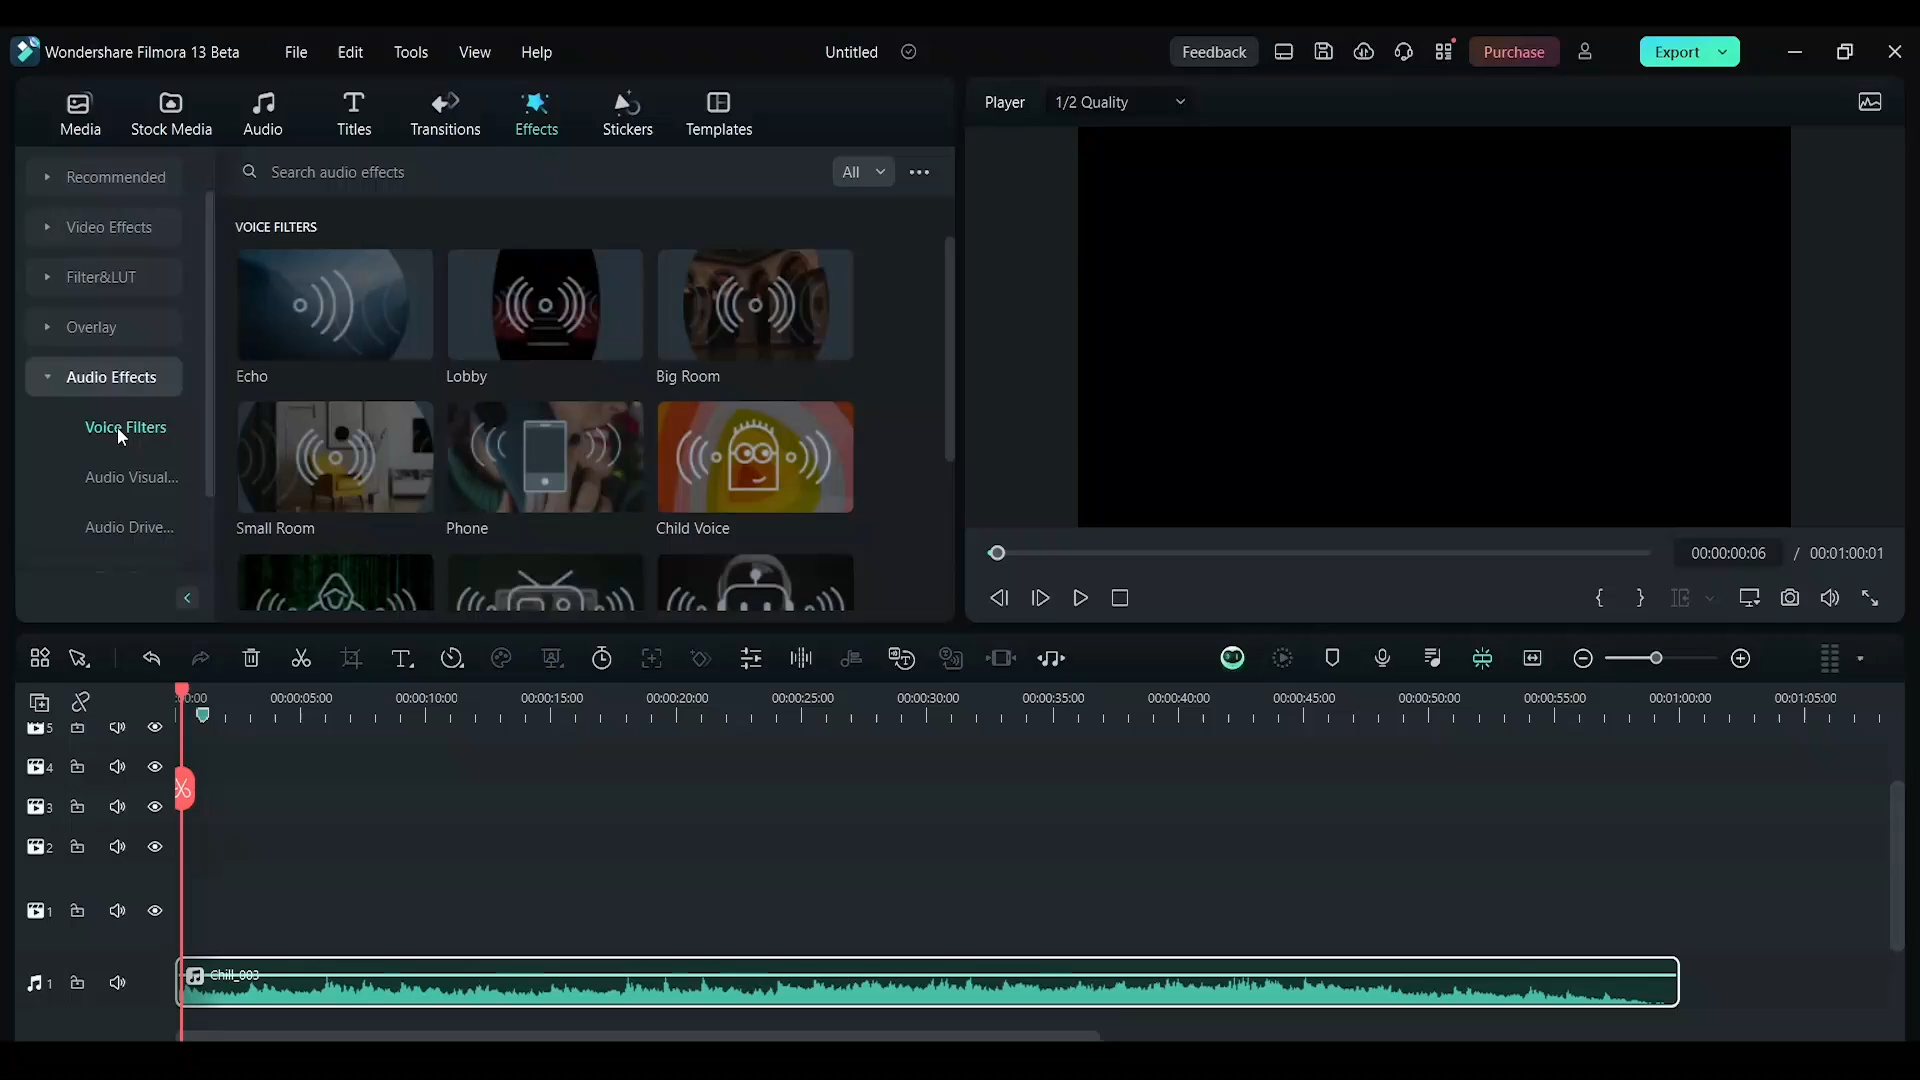 Wondershare Filmora 13 Beta
File
Edit
Tools
View
Help
Untitled
Feedback
Purchase
Export
Media
Stock Media
Audio
Titles
Transitions
Effects
Stickers
Templates
Player
1/2 Quality
Recommended
Video Effects
Filter&LUT
Overlay
Audio Effects
Voice Filters
Audio Visual...
Audio Drive...
Search audio effects
All
VOICE FILTERS
Echo
Lobby
Big Room
Small Room
Phone
Child Voice
00:00:00:06
/ 00:01:00:01
:00:00
00:00:05:00
00:00:10:00
00:00:15:00
00:00:20:00
00:00:25:00
00:00:30:00
00:00:35:00
00:00:40:00
00:00:45:00
00:00:50:00
00:00:55:00
00:01:00:00
00:01:05:00
5
4
3
2
1
1
Chill_003